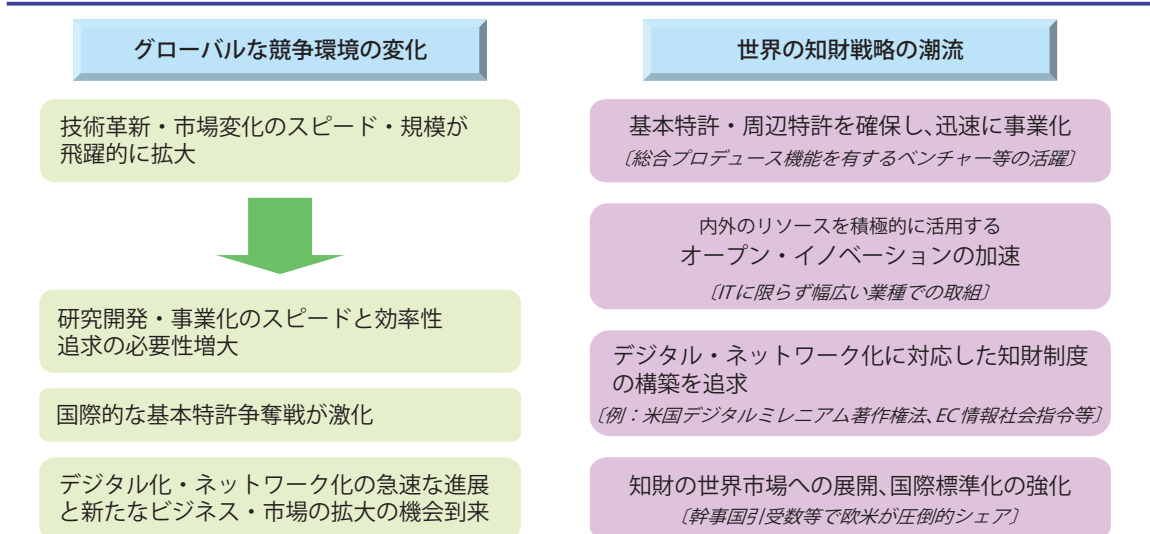 グローバルな競争環境の変化
技術革新・市場変化のスピード・規模が
飛躍的に拡大
研究開発・事業化のスピードと効率性
追求の必要性増大
国際的な基本特許争奪戦が激化
デジタル化・ネットワーク化の急速な進展
と新たなビジネス・市場の拡大の機会到来
世界の知財戦略の潮流
基本特許・周辺特許を確保し、迅速に事業化
〔総合プロデュース機能を有するベンチャー等の活躍〕
内外のリソースを積極的に活用する
オープン・イノベーションの加速
〔ITに限らず幅広い業種での取組〕
デジタル・ネットワーク化に対応した知財制度
の構築を追求
〔例：米国デジタルミレニアム著作権法、EC情報社会指令等〕
知財の世界市場への展開、国際標準化の強化
〔幹事国引受数等で欧米が圧倒的シェア〕